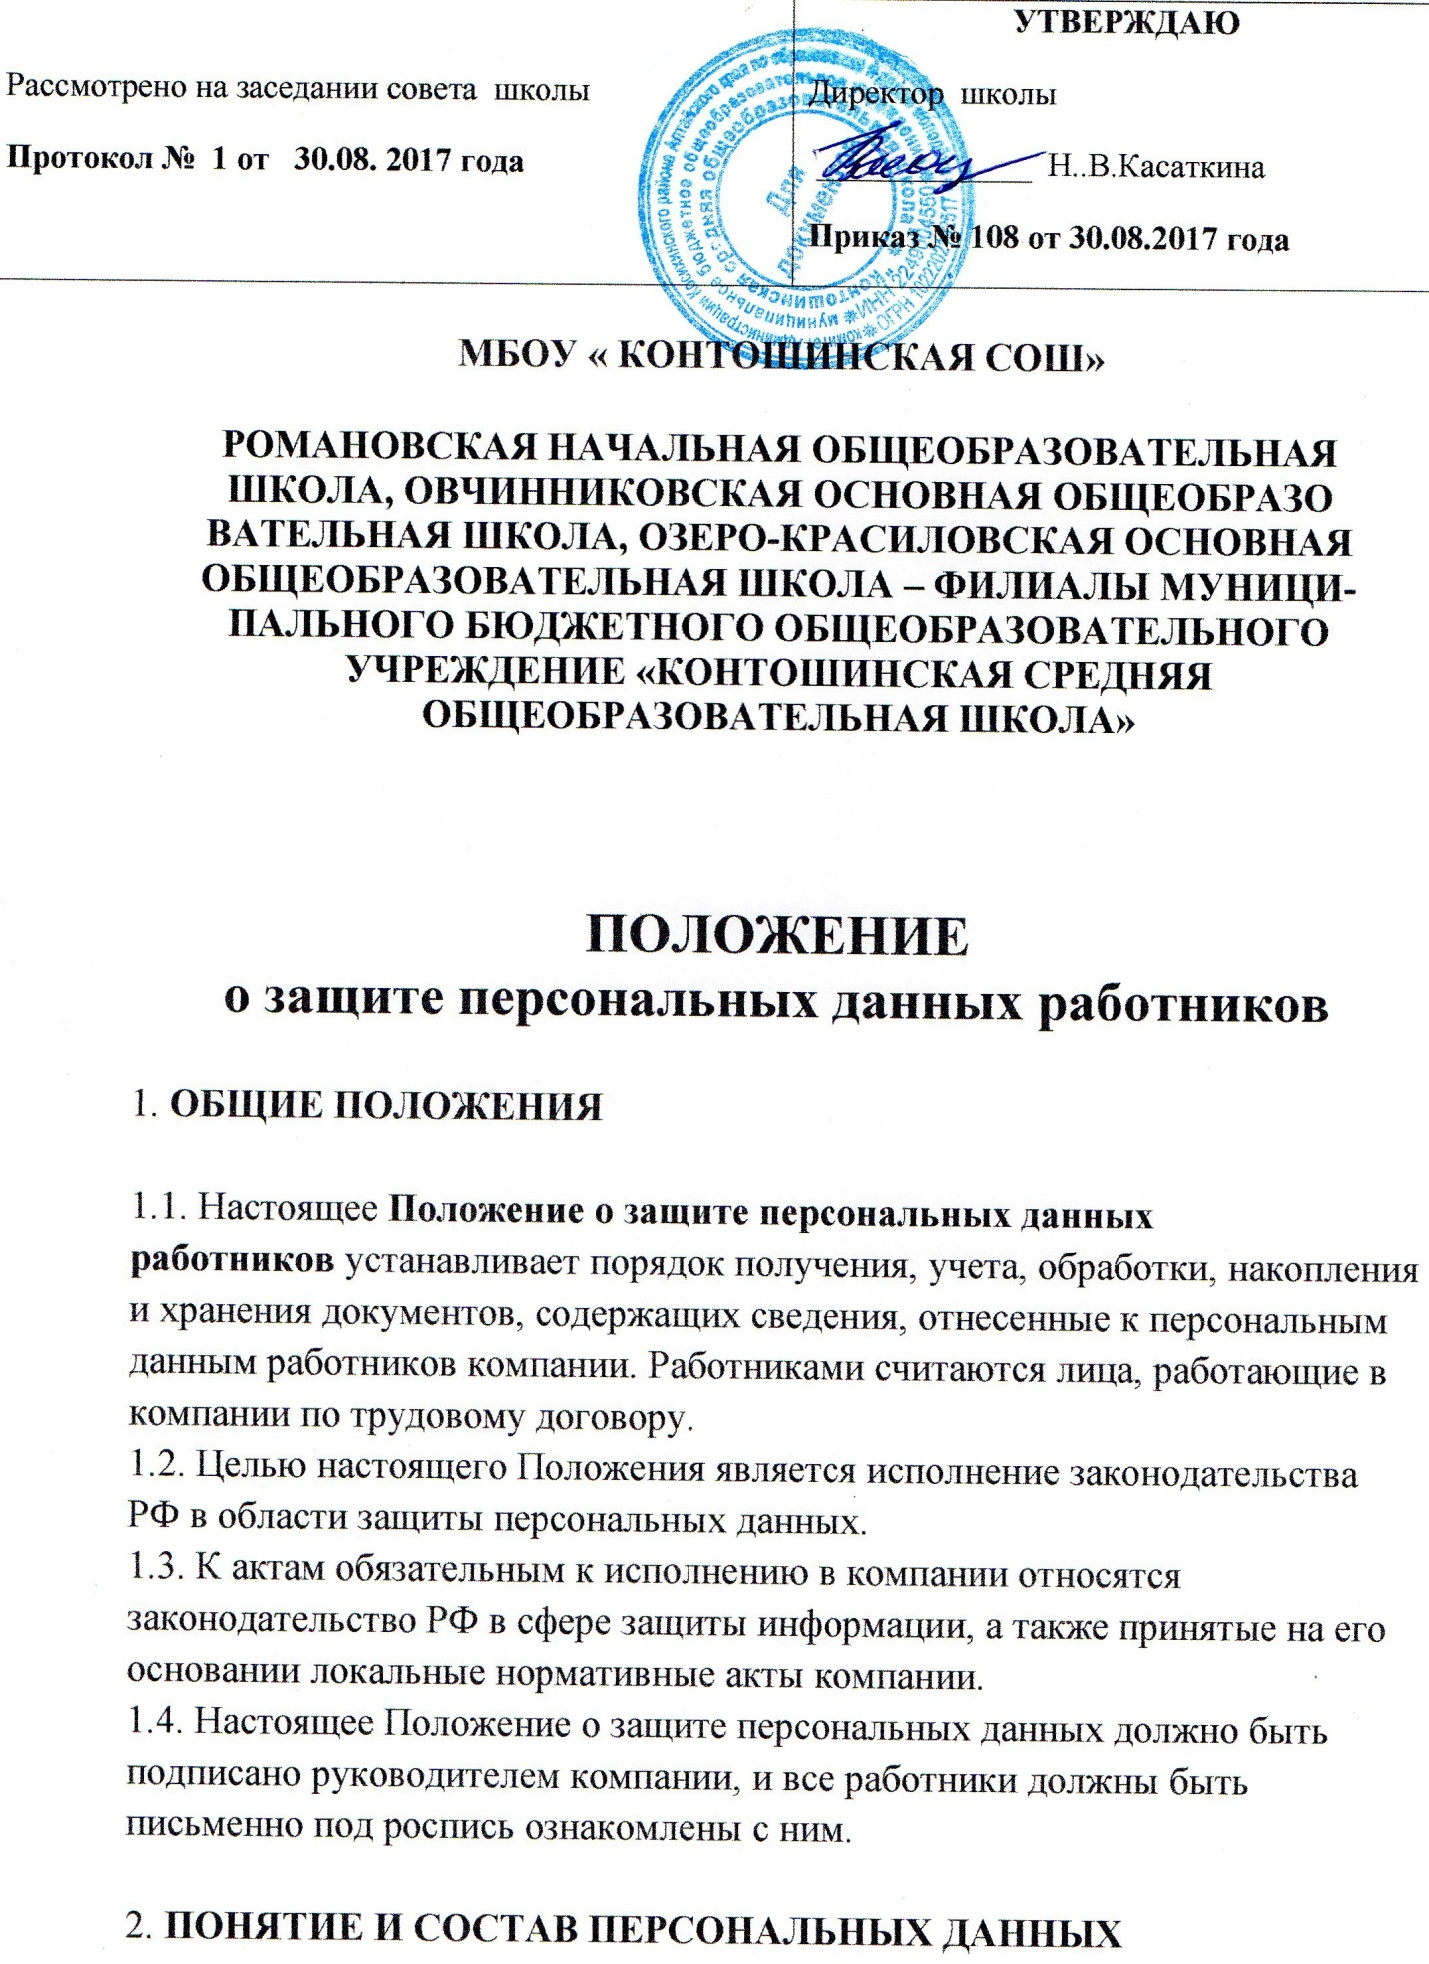 УТВЕРЖДАЮ
Рассмотрено на заседании совета школы
Протокол № 1 от 30.08. 2017 года
Директор школы
Н..В.Касаткина
Приказ № 108 от 30.08.2017 года
Для
МБОУ « КОНТОШИНСКАЯ СОШ»
РОМАНОВСКАЯ НАЧАЛЬНАЯ ОБЩЕОБРАЗОВАТЕЛЬНАЯ
ШКОЛА, ОВЧИННИКОВСКАЯ ОСНОВНАЯ ОБЩЕОБРАЗО
ВАТЕЛЬНАЯ ШКОЛА, ОЗЕРО-КРАСИЛОВСКАЯ ОСНОВНАЯ
ОБЩЕОБРАЗОВАТЕЛЬНАЯ ШКОЛА – ФИЛИАЛЫ МУНИЦИ-
ПАЛЬНОГО БЮДЖЕТНОГО ОБЩЕОБРАЗОВАТЕЛЬНОГО
УЧРЕЖДЕНИЕ «КОНТОШИНСКАЯ СРЕДНЯЯ
ОБЩЕОБРАЗОВАТЕЛЬНАЯ ШКОЛА»
ПОЛОЖЕНИЕ
о защите персональных данных работников
1. ОБЩИЕ ПОЛОЖЕНИЯ
1.1. Настоящее Положение о защите персональных данных
работников устанавливает порядок получения, учета, обработки, накопления
и хранения документов, содержащих сведения, отнесенные к персональным
данным работников компании. Работниками считаются лица, работающие в
компании по трудовому договору.
1.2. Целью настоящего Положения является исполнение законодательства
РФ в области защиты персональных данных.
1.3. К актам обязательным к исполнению в компании относятся
законодательство РФ в сфере защиты информации, а также принятые на его
основании локальные нормативные акты компании.
1.4. Настоящее Положение о защите персональных данных должно быть
подписано руководителем компании, и все работники должны быть
письменно под роспись ознакомлены с ним.
2. ПОНЯТИЕ И СОСТАВ ПЕРСОНАЛЬНЫХ ДАННЫХ